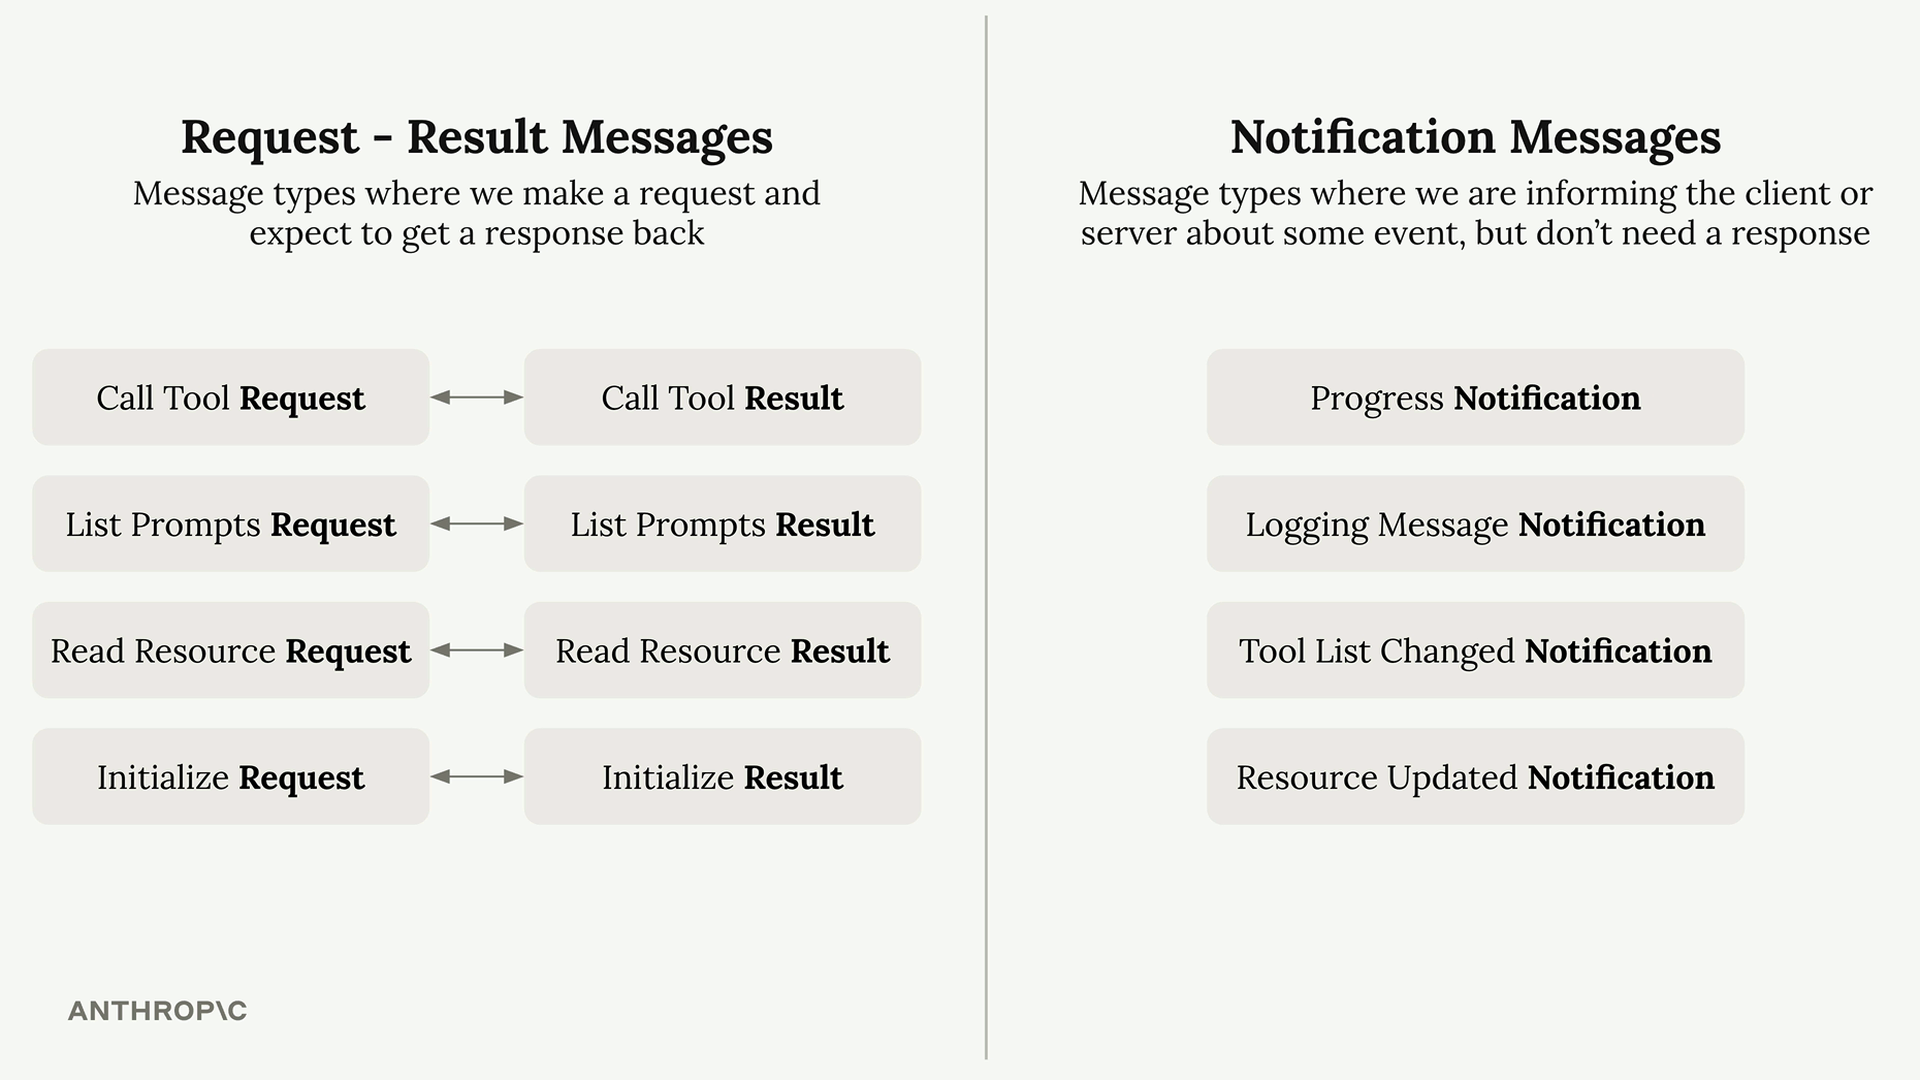 Request - Result Messages
Message types where we make a request and
expect to get a response back
Call Tool Request
Call Tool Result
List Prompts Request
List Prompts Result
Read Resource Request
Read Resource Result
Initialize Request
Initialize Result
Notification Messages
Message types where we are informing the client or
server about some event, but don’t need a response
Progress Notification
Logging Message Notification
Tool List Changed Notification
Resource Updated Notification
ANTHROP\C